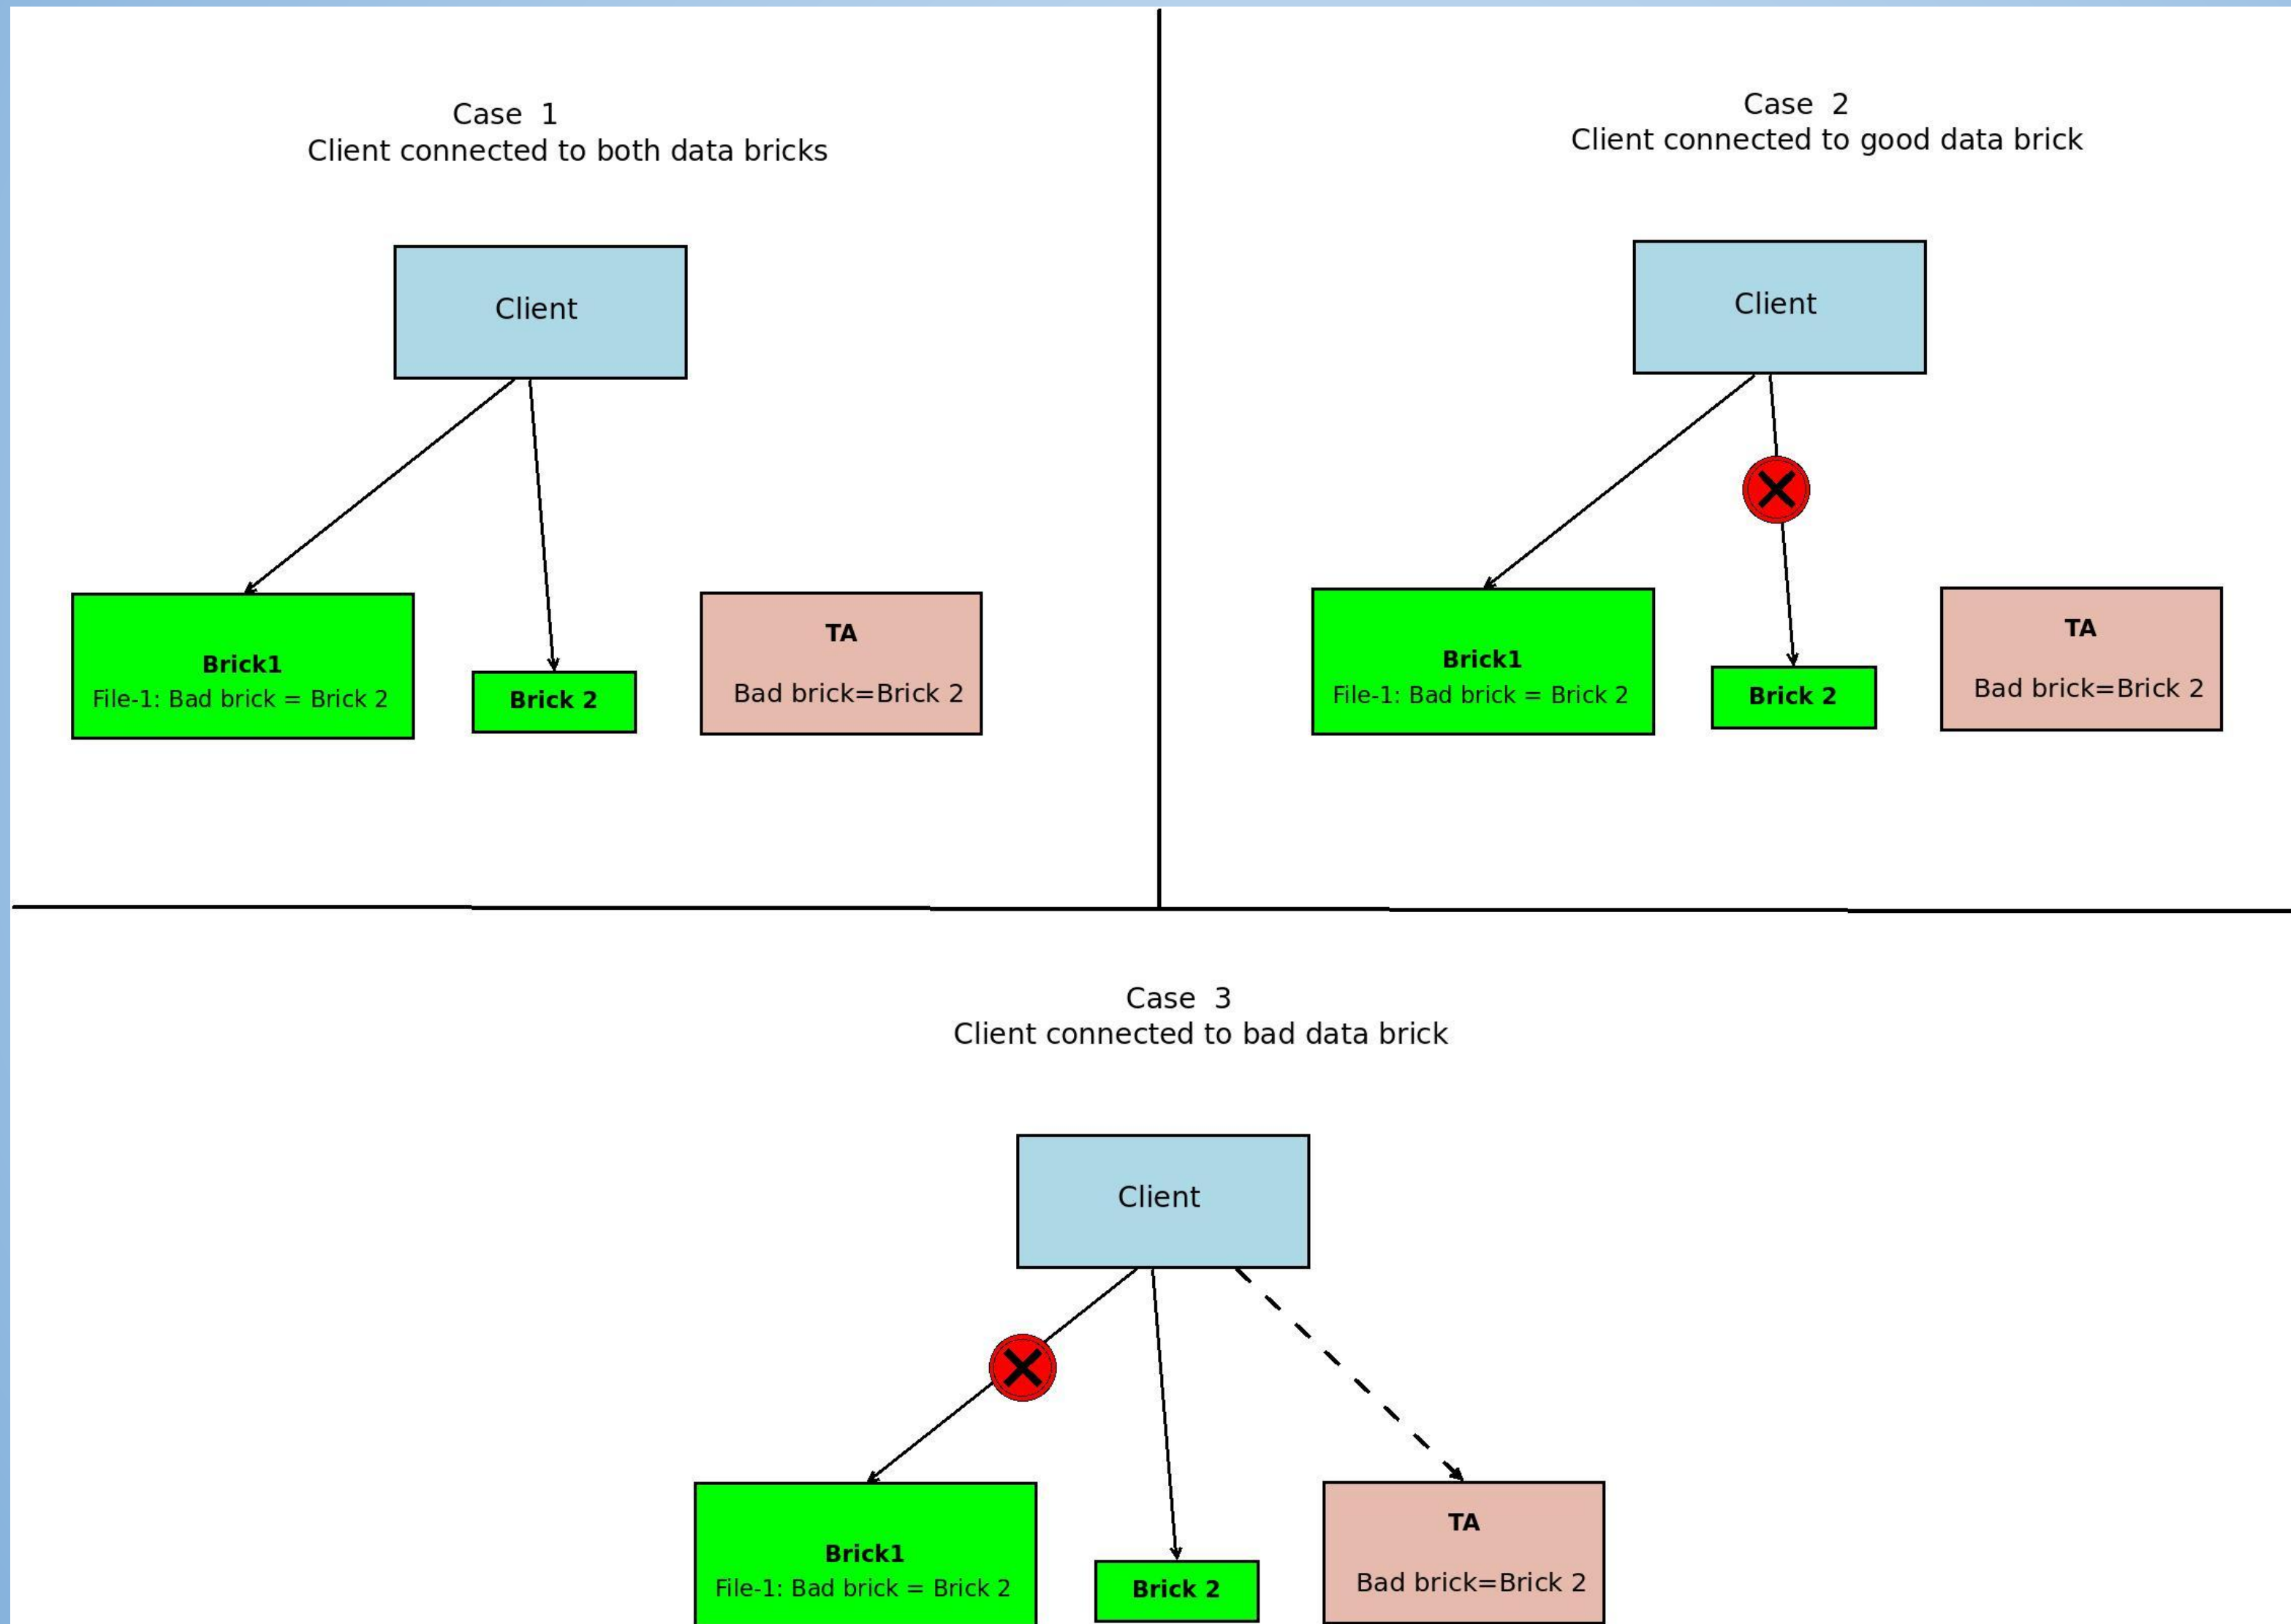 Case  1
Client connected to both data bricks
Client
Brick1
File-1: Bad brick = Brick 2
Brick 2
TA
Bad brick=Brick 2
Case  2
Client connected to good data brick
Client
Brick1
File-1: Bad brick = Brick 2
Brick 2
TA
Bad brick=Brick 2
Case  3
Client connected to bad data brick
Client
Brick1
File-1: Bad brick = Brick 2
Brick 2
TA
Bad brick=Brick 2